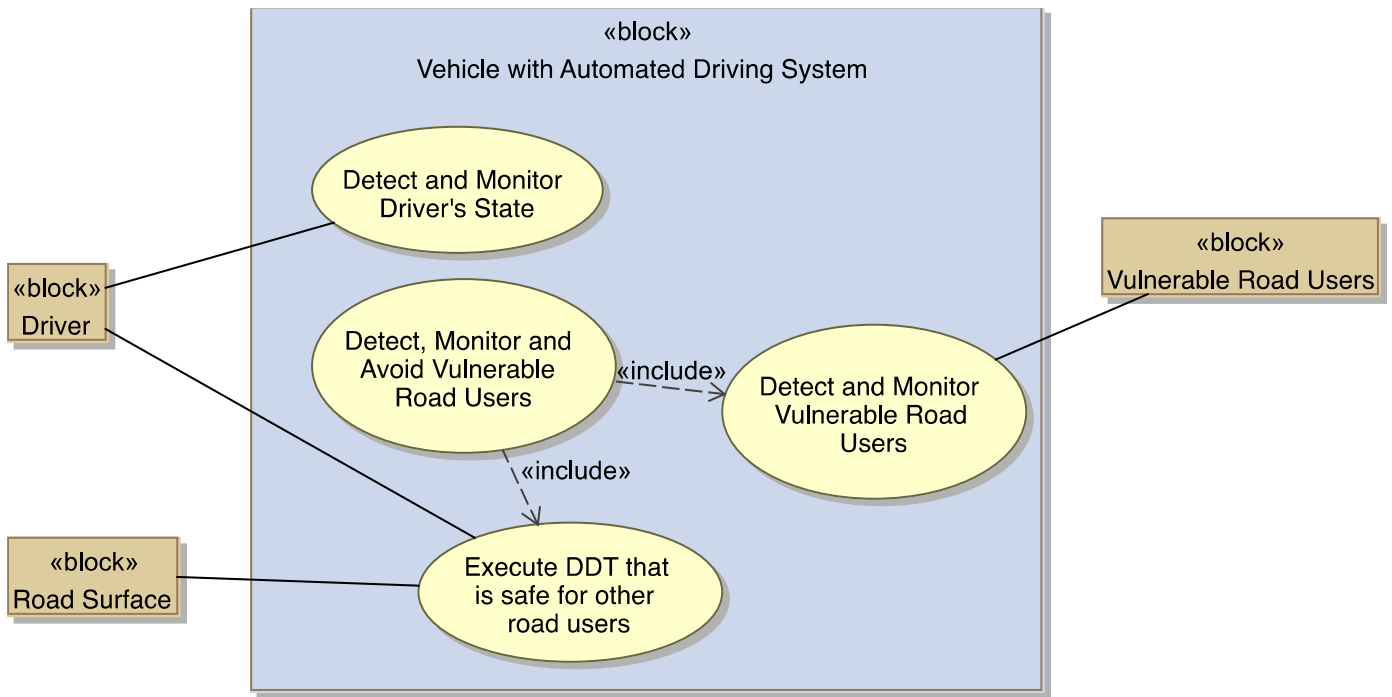 «block»
Vehicle with Automated Driving System
Detect and Monitor
Driver's State
«block»
Driver
Detect, Monitor and
Avoid Vulnerable
Road Users
«include»
Detect and Monitor
Vulnerable Road
Users
«block»
Vulnerable Road Users
«include»
«block»
Road Surface
Execute DDT that
is safe for other
road users